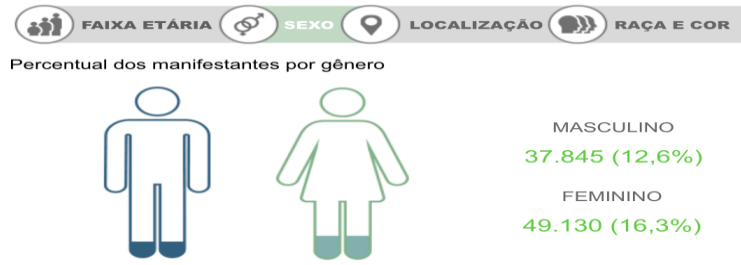 FAIXA ETÁRIA SEXO LOCALIZAÇÃO RAÇA E COR
Percentual dos manifestantes por gênero
MASCULINO
37.845 (12,6%)
FEMININO
49.130 (16,3%)